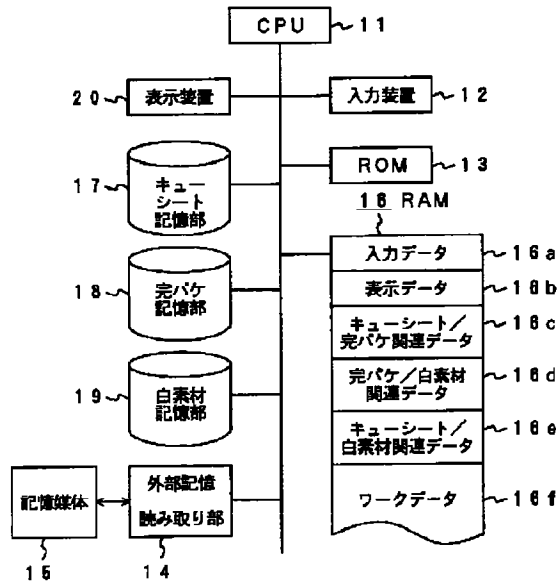 CPU
11
20
表示装置
入力装置
12
17
キュー
シート
記憶部
ROM
13
16 RAM
入力データ
16a
表示データ
16b
18
完パケ
記憶部
キューシート/
完パケ関連データ
16c
完パケ/白素材
関連データ
16d
19
白素材
記憶部
キューシート/
白素材関連データ
16e
記憶媒体
外部記憶
読み取り部
ワークデータ
16f
15
14